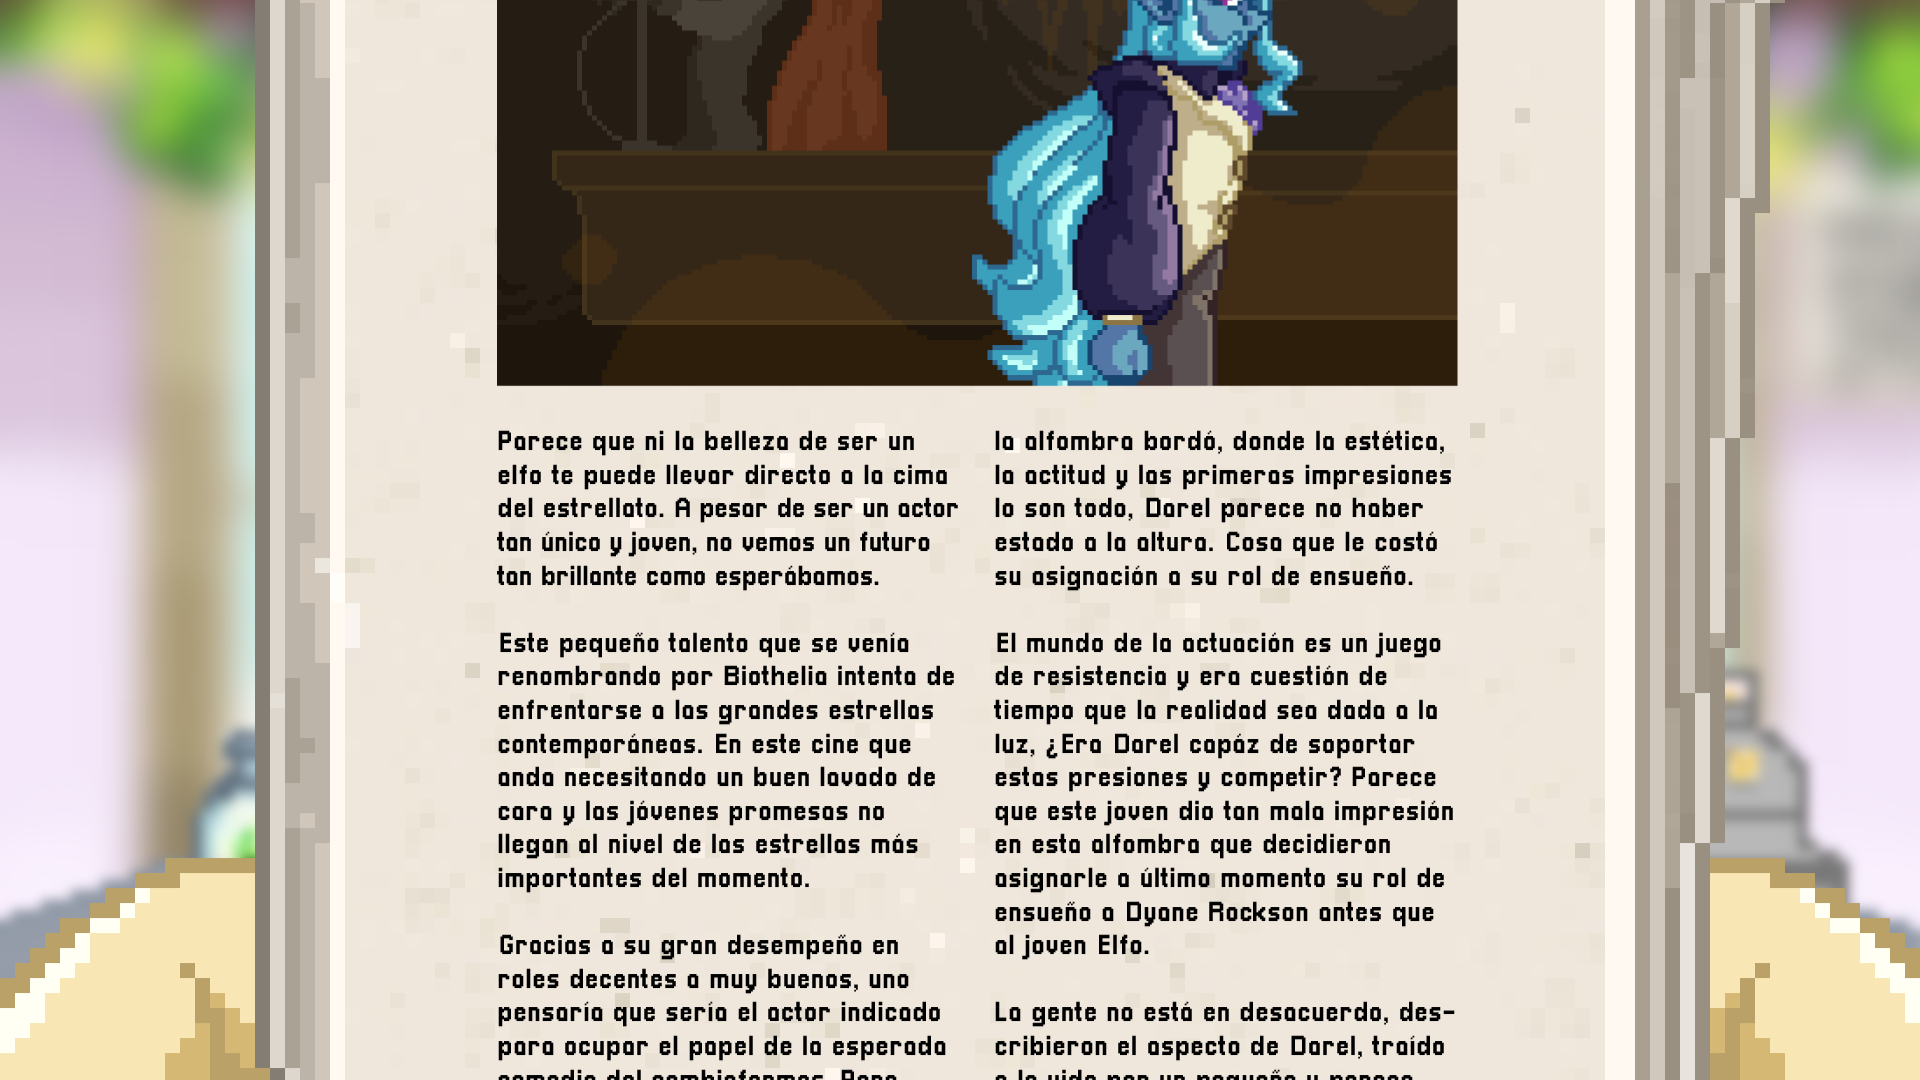 Parece que ni la belleza de ser un
elfo te puede llevar directo a la cima
del estrellato. A pesar de ser un actor
tan único y joven, no vemos un futuro
tan brillante como esperábamos.
Este pequeño talento que se venía
renombrando por Biothelia intenta de
enfrentarse a las grandes estrellas
contemporáneas. En este cine que
anda necesitando un buen lavado de
cara y las jóvenes promesas no
llegan al nivel de las estrellas más
importantes del momento.
Gracias a su gran desempeño en
roles decentes a muy buenos, uno
pensaría que sería el actor indicado
para ocupar el papel de la esperada
la alfombra bordó, donde la estética,
la actitud y las primeras impresiones
lo son todo, Darel parece no haber
estado a la altura. Cosa que le costó
su asignación a su rol de ensueño.
El mundo de la actuación es un juego
de resistencia y era cuestión de
tiempo que la realidad sea dada a la
luz, ¿Era Darel capáz de soportar
estas presiones y competir? Parece
que este joven dio tan mala impresión
en esta alfombra que decidieron
asignarle a último momento su rol de
ensueño a Dyane Rockson antes que
al joven Elfo.
La gente no está en desacuerdo, des-
cribieron el aspecto de Darel, traído